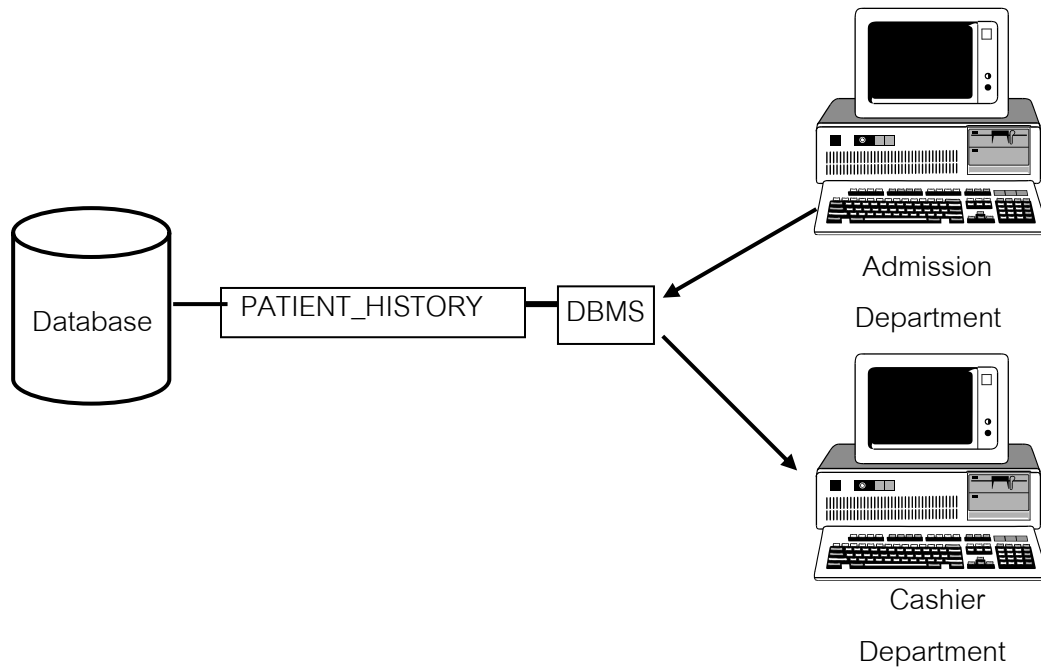 Database
PATIENT_HISTORY
DBMS
Admission
Department
Cashier
Department